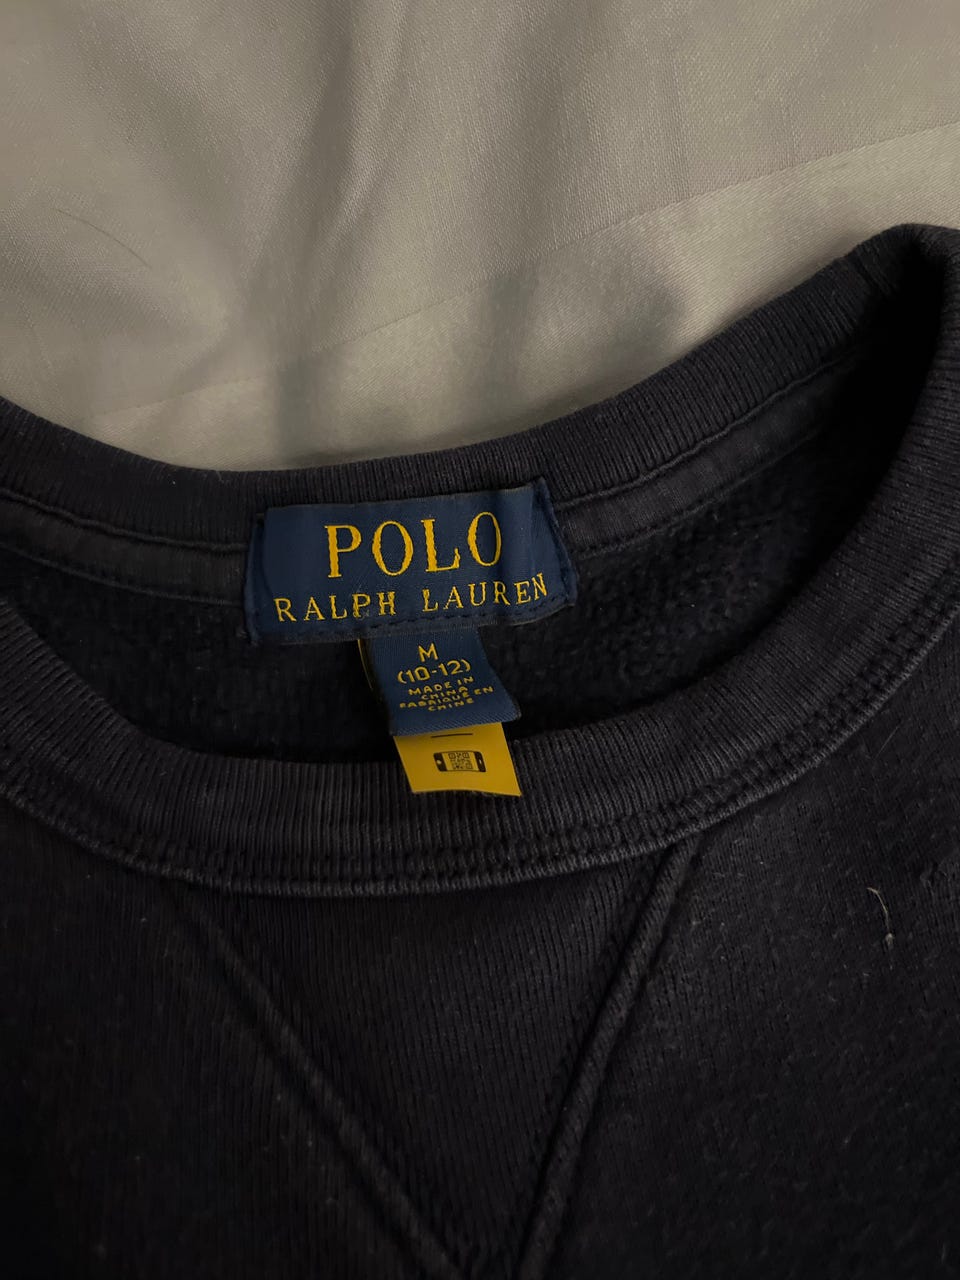 POLO
RALPH LAUREN
M
(10-12)
MADE IN
CHINA
FABRIQUÉ EN
CHINE